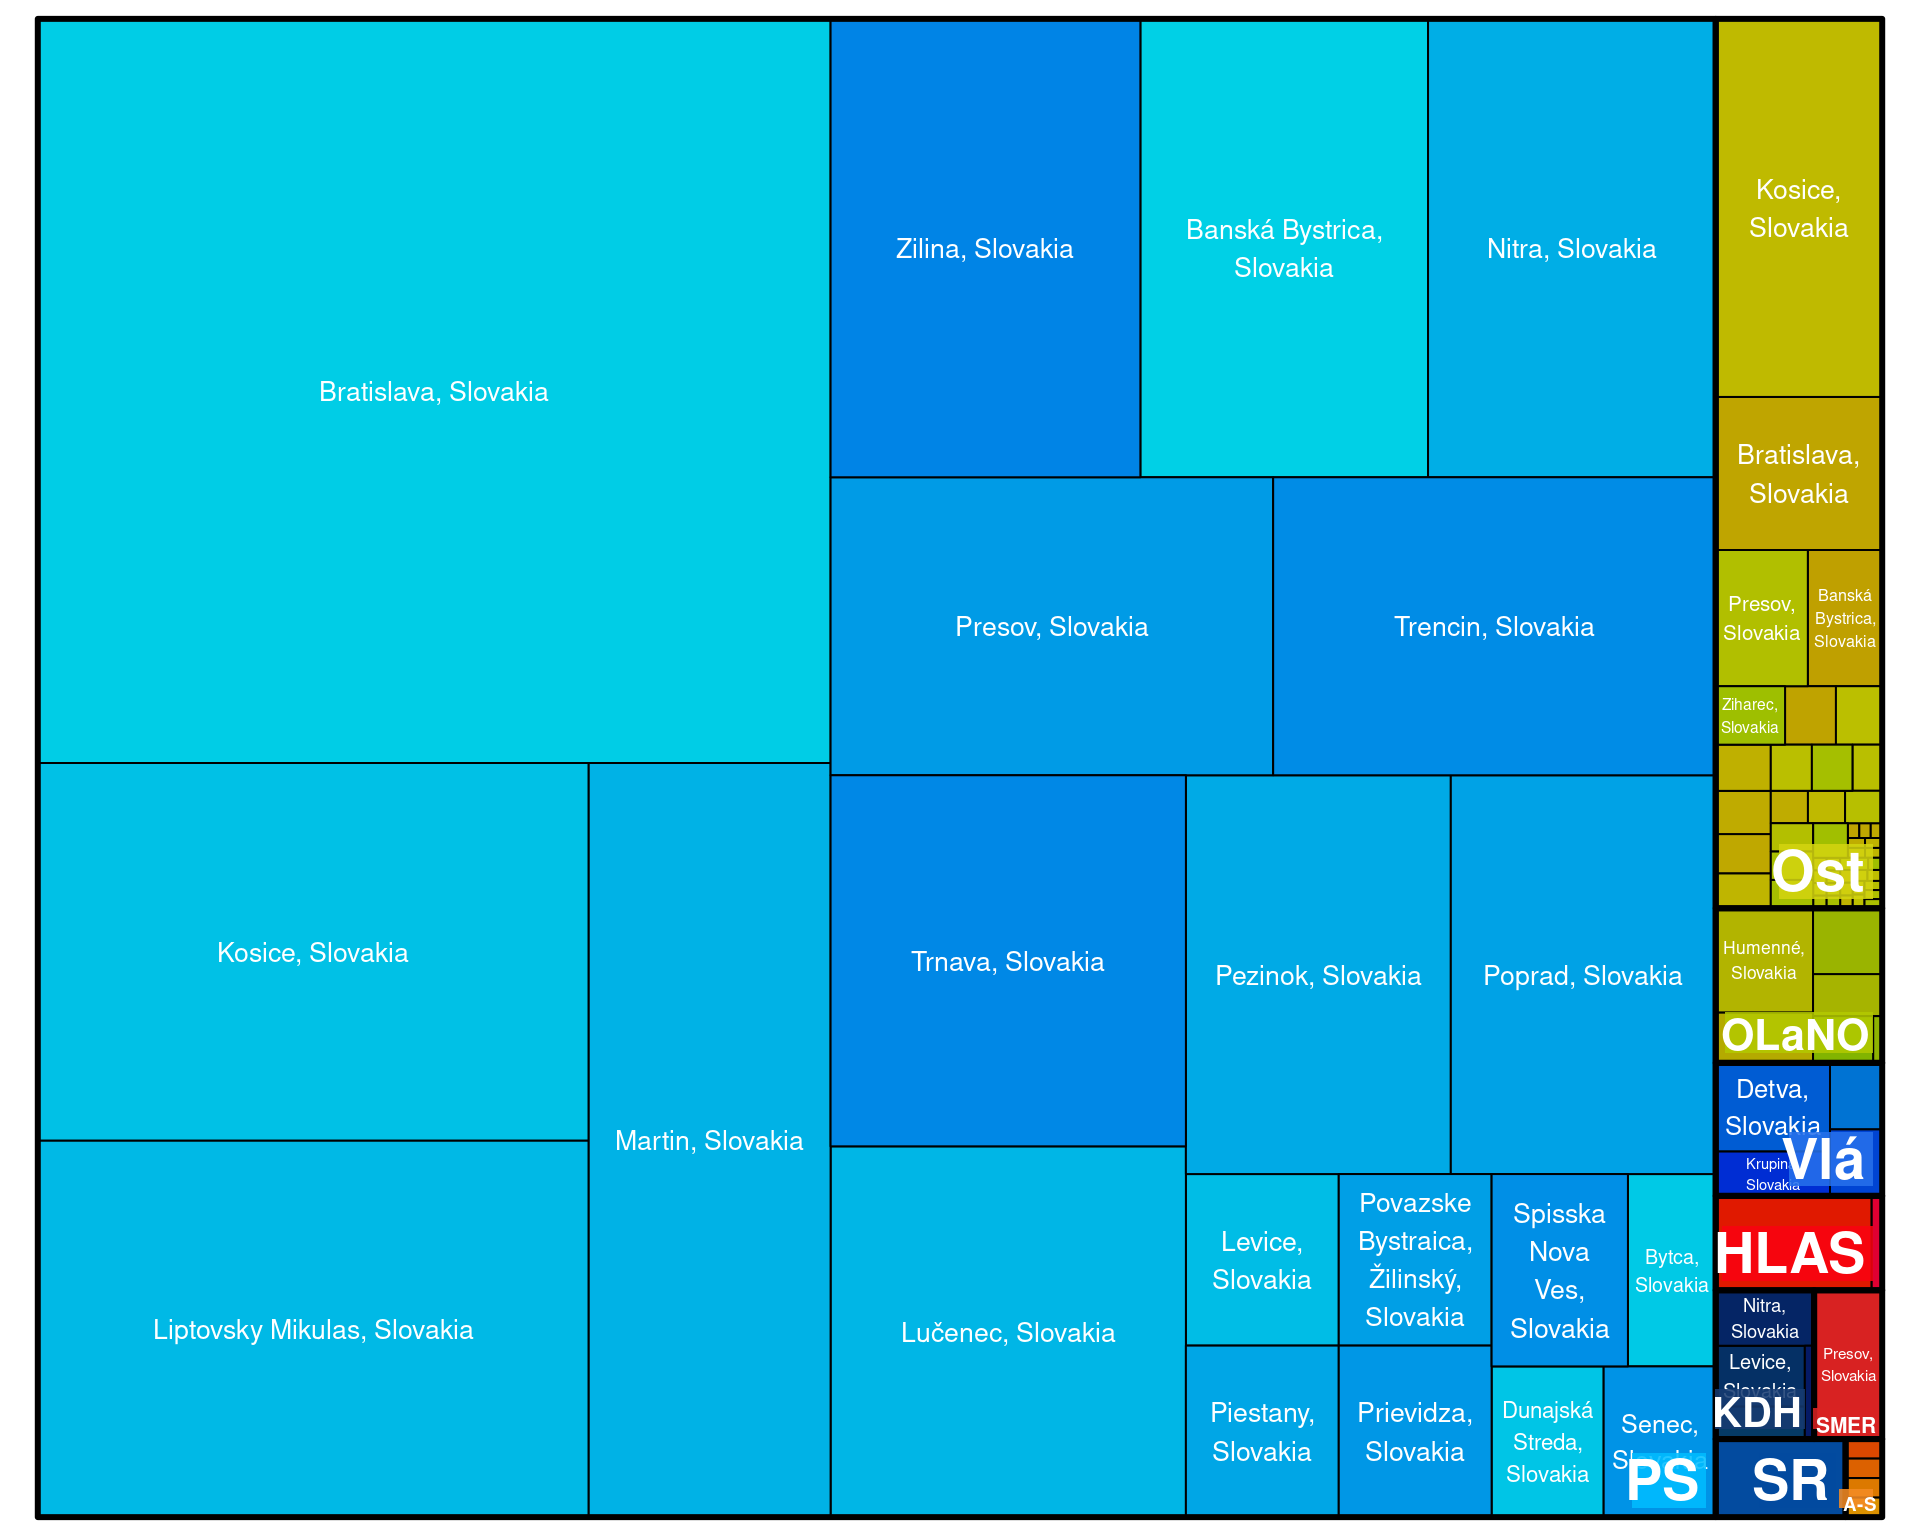 Bratislava, Slovakia
Zilina, Slovakia
Banská Bystrica,
Slovakia
Nitra, Slovakia
Presov, Slovakia
Trencin, Slovakia
Kosice, Slovakia
Liptovsky Mikulas, Slovakia
Martin, Slovakia
Trnava, Slovakia
Lučenec, Slovakia
Pezinok, Slovakia
Poprad, Slovakia
Levice,
Slovakia
Povazske
Bystraica,
Žilinský,
Slovakia
Spisska
Nova
Ves,
Slovakia
Bytca,
Slovakia
Piestany,
Slovakia
Prievidza,
Slovakia
Dunajská
Streda,
Slovakia
Senec,
Slovakia
PS
Kosice,
Slovakia
Bratislava,
Slovakia
Presov,
Slovakia
Banská
Bystrica,
Slovakia
Ziharec,
Slovakia
Ost
Humenné,
Slovakia
OLaNO
Detva,
Slovakia
Slovakia
Vlá
HLAS
Nitra,
Slovakia
Levice,
Slovakia
KDH
Presov,
Slovakia
SMER
SR
A-S